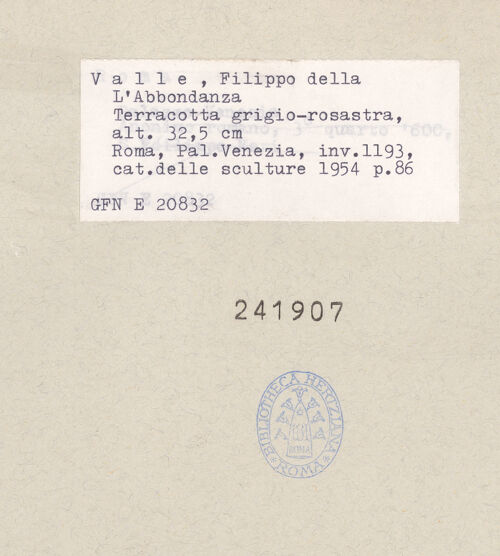 V a l l e , Filippo della
L'Abbondanza
Terracotta grigio-rosastra,
alt. 32,5 cm
Roma, Pal.Venezia, inv.1193,
cat.delle sculture 1954 p.86
GFN E 20832
241907
BIBLIOTHECA HERTZIANA
ROMA
ROMA